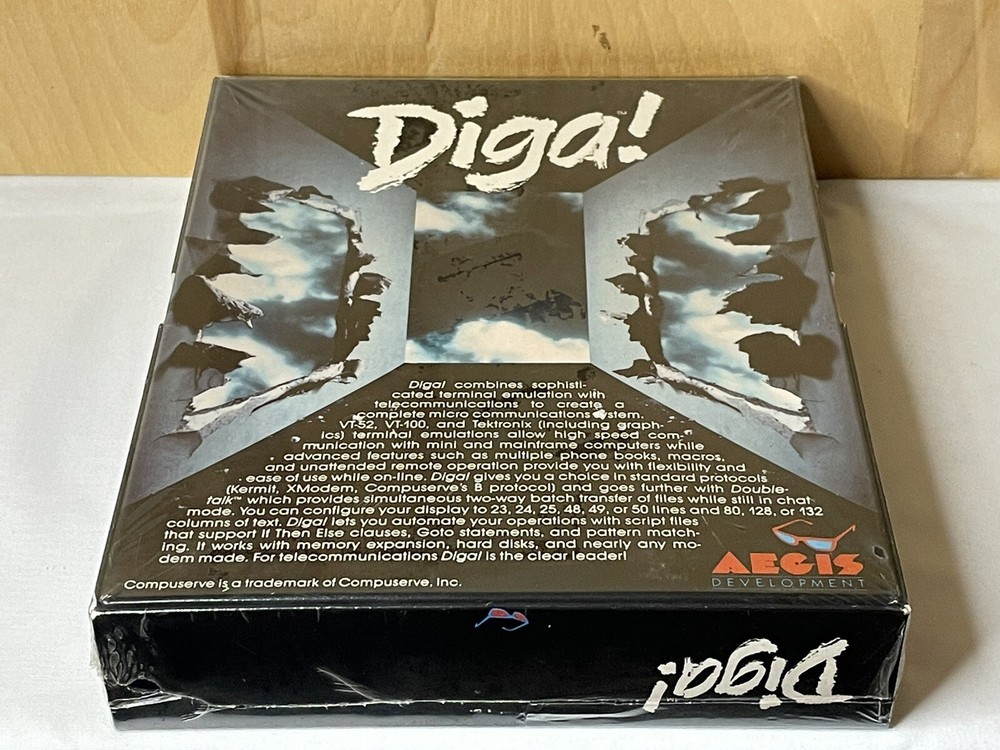 Diga!™
Diga! combines sophisti-
cated terminal emulation with
telecommunications to create a
complete micro communications system.
VT-52, VT-100, and Tektronix (including graph-
ics) terminal emulations allow high speed com-
munication with mini and mainframe computers while
advanced features such as multiple phone books, macros,
and unattended remote operation provide you with flexibility and
ease of use while on-line. Diga! gives you a choice in standard protocols
(Kermit, XModem, Compuserve's B protocol) and goes further with Double-
talk™ which provides simultaneous two-way batch transfer of files while still in chat
mode. You can configure your display to 23, 24, 25, 48, 49, or 50 lines and 80, 128, or 132
columns of text. Diga! lets you automate your operations with script files
that support If Then Else clauses, Goto statements, and pattern match-
ing. It works with memory expansion, hard disks, and nearly any mo-
dem made. For telecommunications Diga! is the clear leader!
AEGIS
DEVELOPMENT
Compuserve is a trademark of Compuserve, Inc.
Diga!™